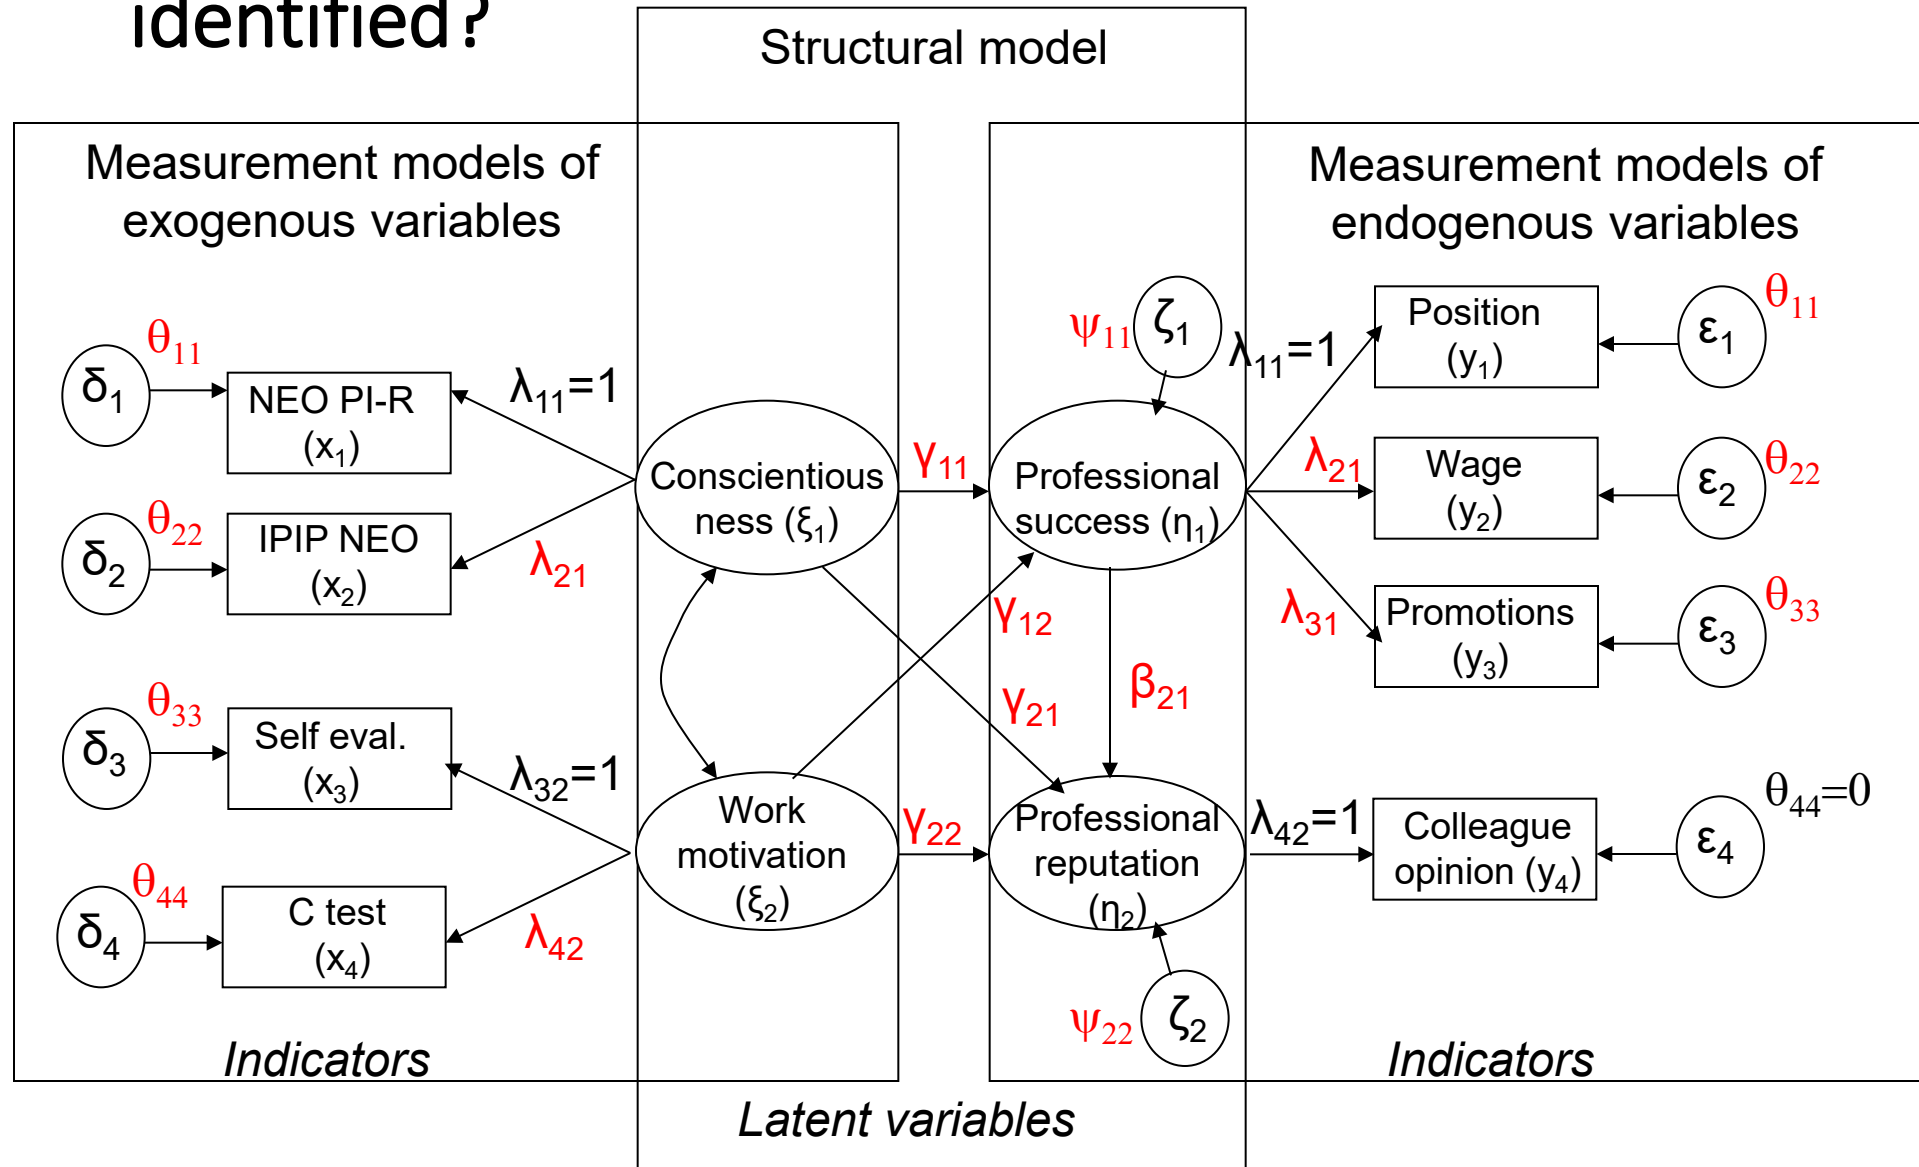 identified?
Structural model
Measurement models of
exogenous variables
Measurement models of
endogenous variables
δ₁
θ₁₁
NEO PI-R
(x₁)
λ₁₁=1
δ₂
θ₂₂
IPIP NEO
(x₂)
λ₂₁
δ₃
θ₃₃
Self eval.
(x₃)
λ₃₂=1
δ₄
θ₄₄
C test
(x₄)
λ₄₂
Conscientious
ness (ξ₁)
Work
motivation
(ξ₂)
γ₁₁
γ₁₂
γ₂₁
γ₂₂
ψ₁₁
ζ₁
Professional
success (η₁)
β₂₁
Professional
reputation
(η₂)
ψ₂₂
ζ₂
λ₁₁=1
Position
(y₁)
ε₁
θ₁₁
λ₂₁
Wage
(y₂)
ε₂
θ₂₂
λ₃₁
Promotions
(y₃)
ε₃
θ₃₃
λ₄₂=1
Colleague
opinion (y₄)
ε₄
θ₄₄=0
Indicators
Indicators
Latent variables